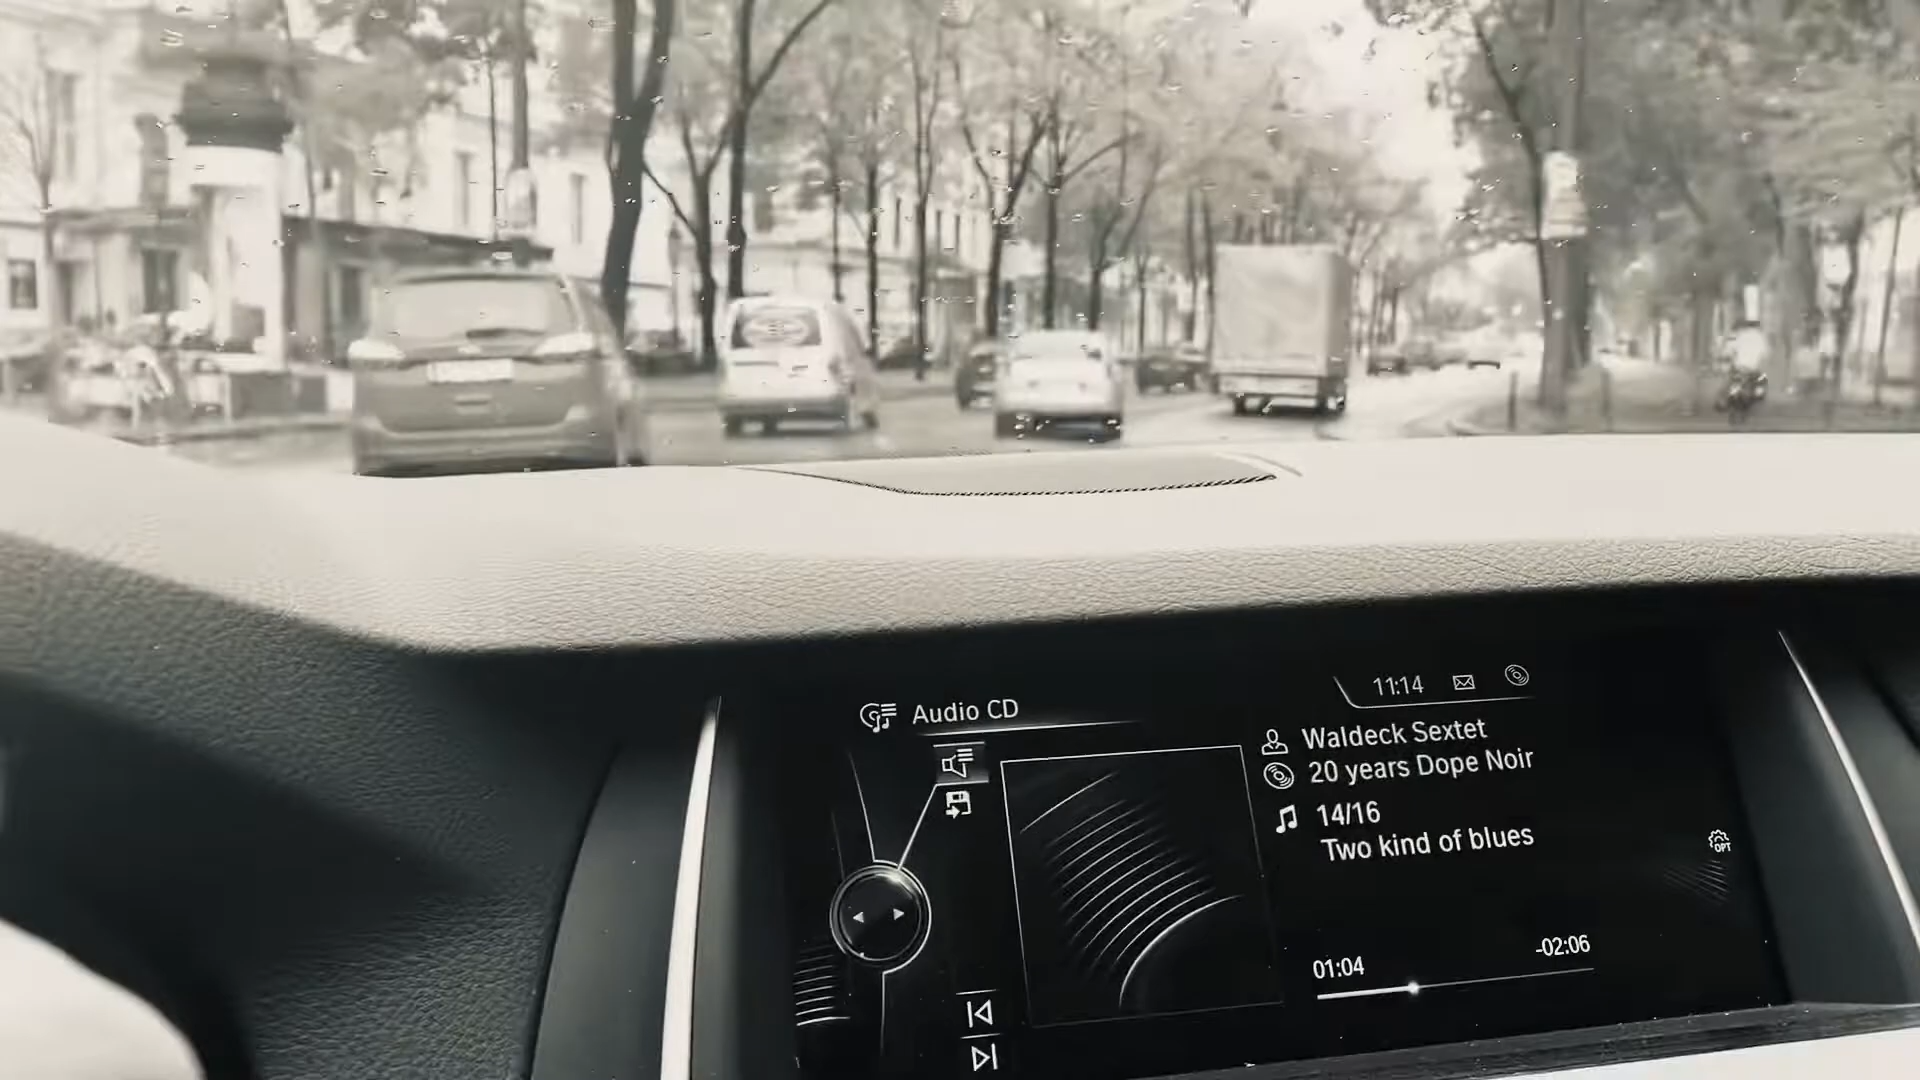 11:14
Audio CD
Waldeck Sextet
20 years Dope Noir
14/16
Two kind of blues
OPT
01:04
-02:06